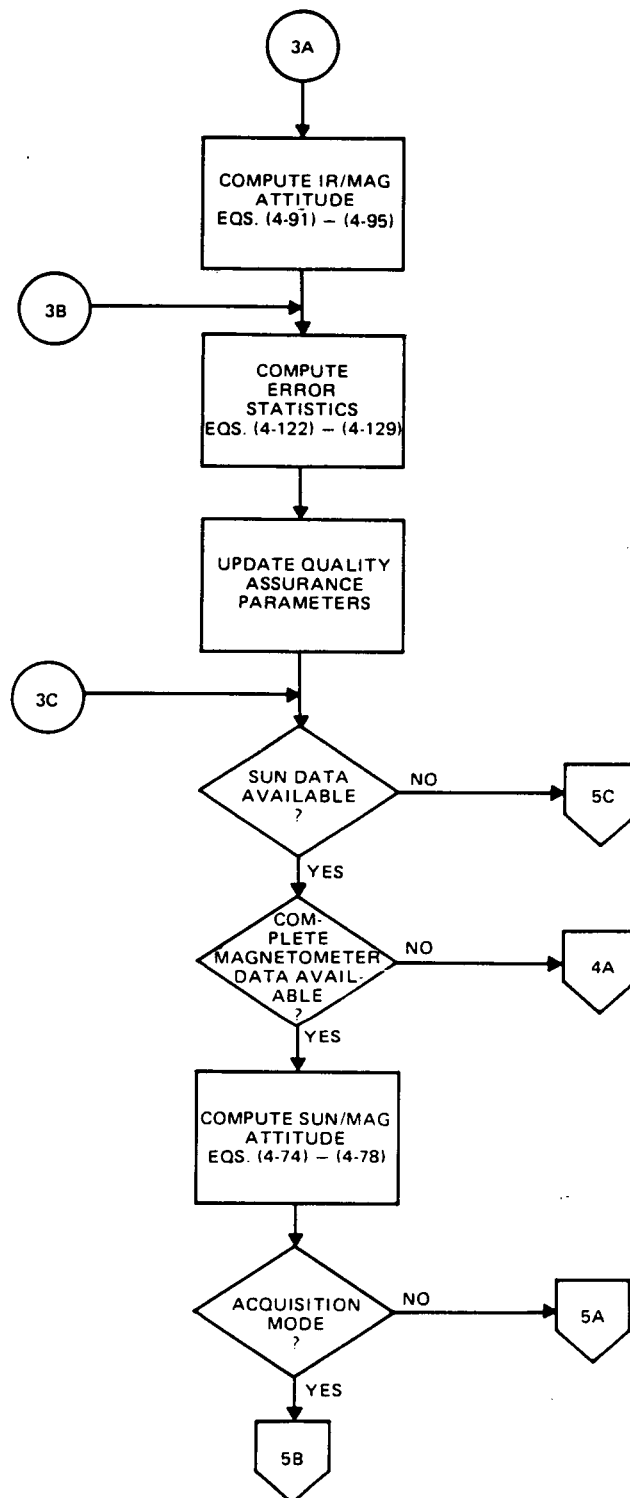 3A
COMPUTE IR/MAG
ATTITUDE
EQS. (4-91) – (4-95)
3B
COMPUTE
ERROR
STATISTICS
EQS. (4-122) – (4-129)
UPDATE QUALITY
ASSURANCE
PARAMETERS
3C
SUN DATA
AVAILABLE
?
NO
5C
YES
COM-
PLETE
MAGNETOMETER
DATA AVAIL-
ABLE
?
NO
4A
YES
COMPUTE SUN/MAG
ATTITUDE
EQS. (4-74) – (4-78)
ACQUISITION
MODE
?
NO
5A
YES
5B